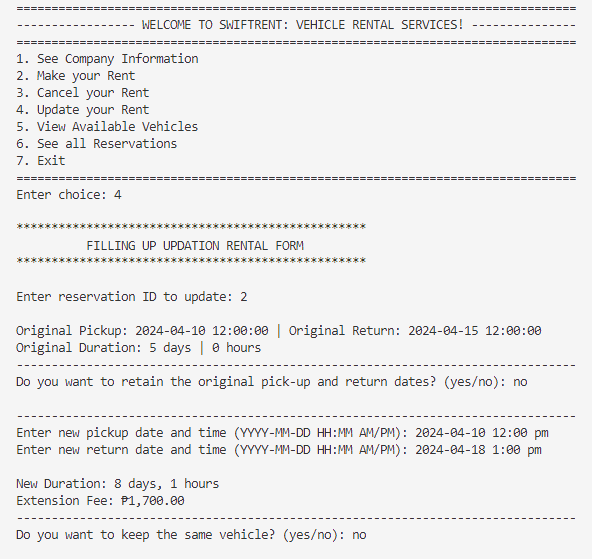 ================================================================================
----------------- WELCOME TO SWIFTRENT: VEHICLE RENTAL SERVICES! ---------------
================================================================================
1. See Company Information
2. Make your Rent
3. Cancel your Rent
4. Update your Rent
5. View Available Vehicles
6. See all Reservations
7. Exit
================================================================================
Enter choice: 4
**************************************************
FILLING UP UPDATION RENTAL FORM
**************************************************
Enter reservation ID to update: 2
Original Pickup: 2024-04-10 12:00:00 | Original Return: 2024-04-15 12:00:00
Original Duration: 5 days | 0 hours
--------------------------------------------------------------------------------
Do you want to retain the original pick-up and return dates? (yes/no): no
--------------------------------------------------------------------------------
Enter new pickup date and time (YYYY-MM-DD HH:MM AM/PM): 2024-04-10 12:00 pm
Enter new return date and time (YYYY-MM-DD HH:MM AM/PM): 2024-04-18 1:00 pm
New Duration: 8 days, 1 hours
Extension Fee: ₱1,700.00
--------------------------------------------------------------------------------
Do you want to keep the same vehicle? (yes/no): no